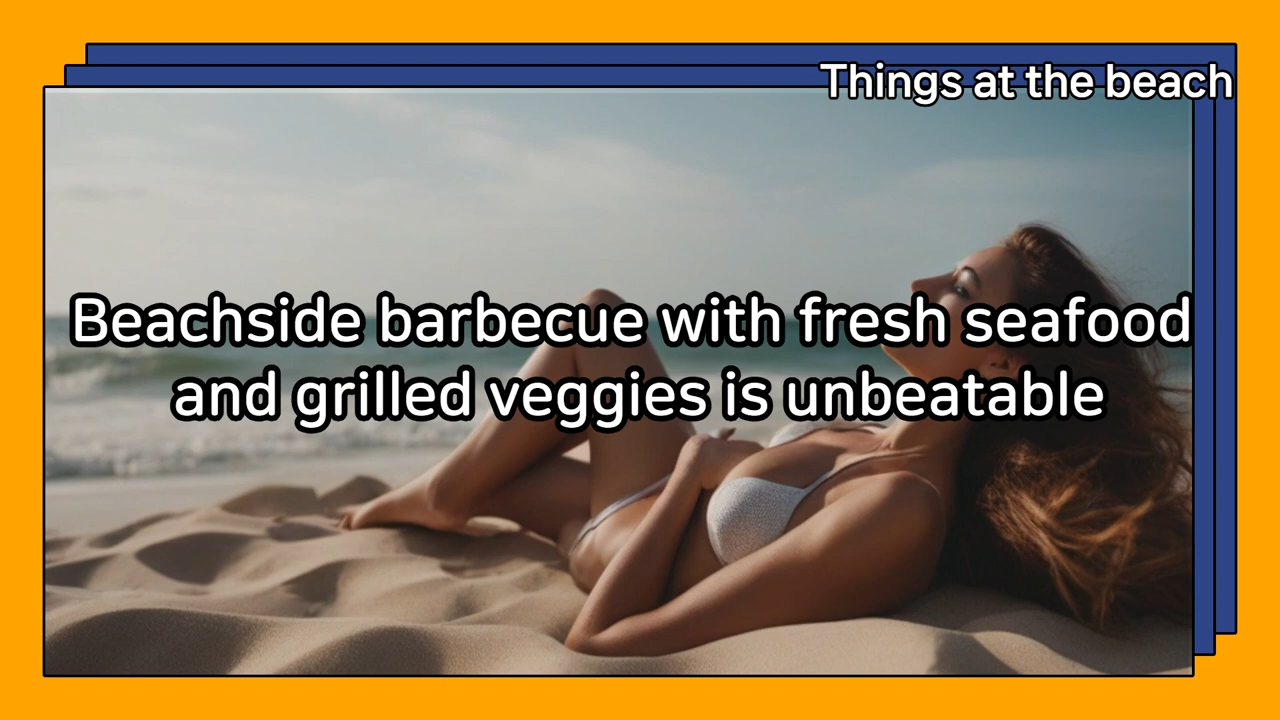 Things at the beach
Beachside barbecue with fresh seafood
and grilled veggies is unbeatable